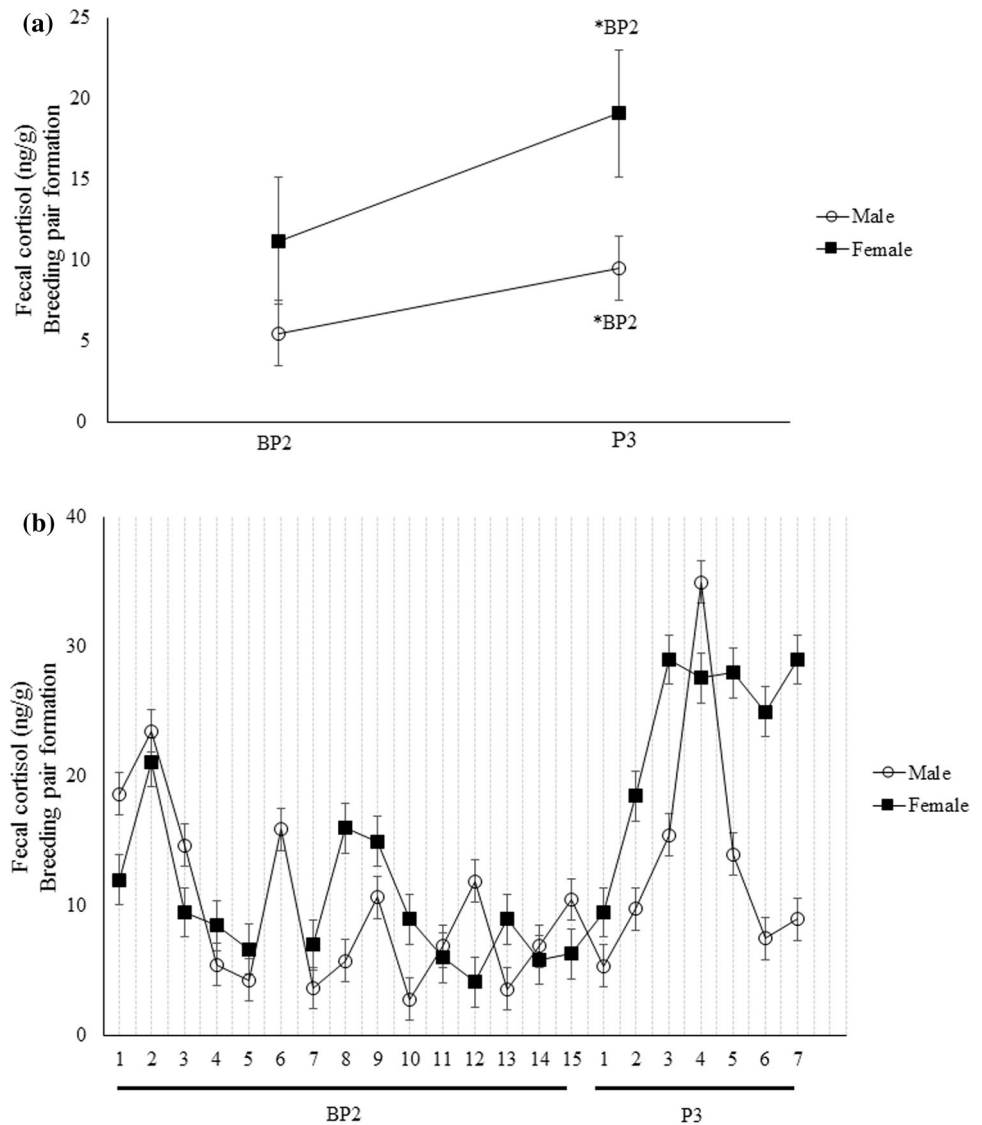 (a)
Fecal cortisol (ng/g)
Breeding pair formation
25
20
15
10
5
0
*BP2
*BP2
BP2
P3
Male
Female
(b)
Fecal cortisol (ng/g)
Breeding pair formation
40
30
20
10
0
1 2 3 4 5 6 7 8 9 10 11 12 13 14 15 1 2 3 4 5 6 7
BP2
P3
Male
Female